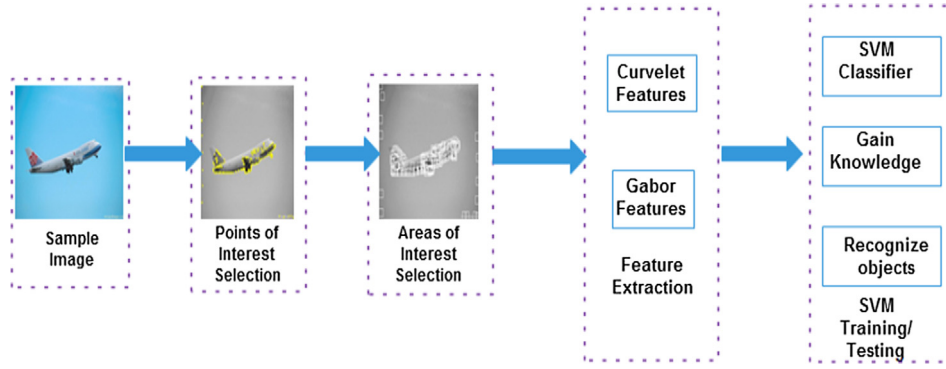 Sample
Image
Points of
Interest
Selection
Areas of
Interest
Selection
Curvelet
Features
Gabor
Features
Feature
Extraction
SVM
Classifier
Gain
Knowledge
Recognize
objects
SVM
Training/
Testing